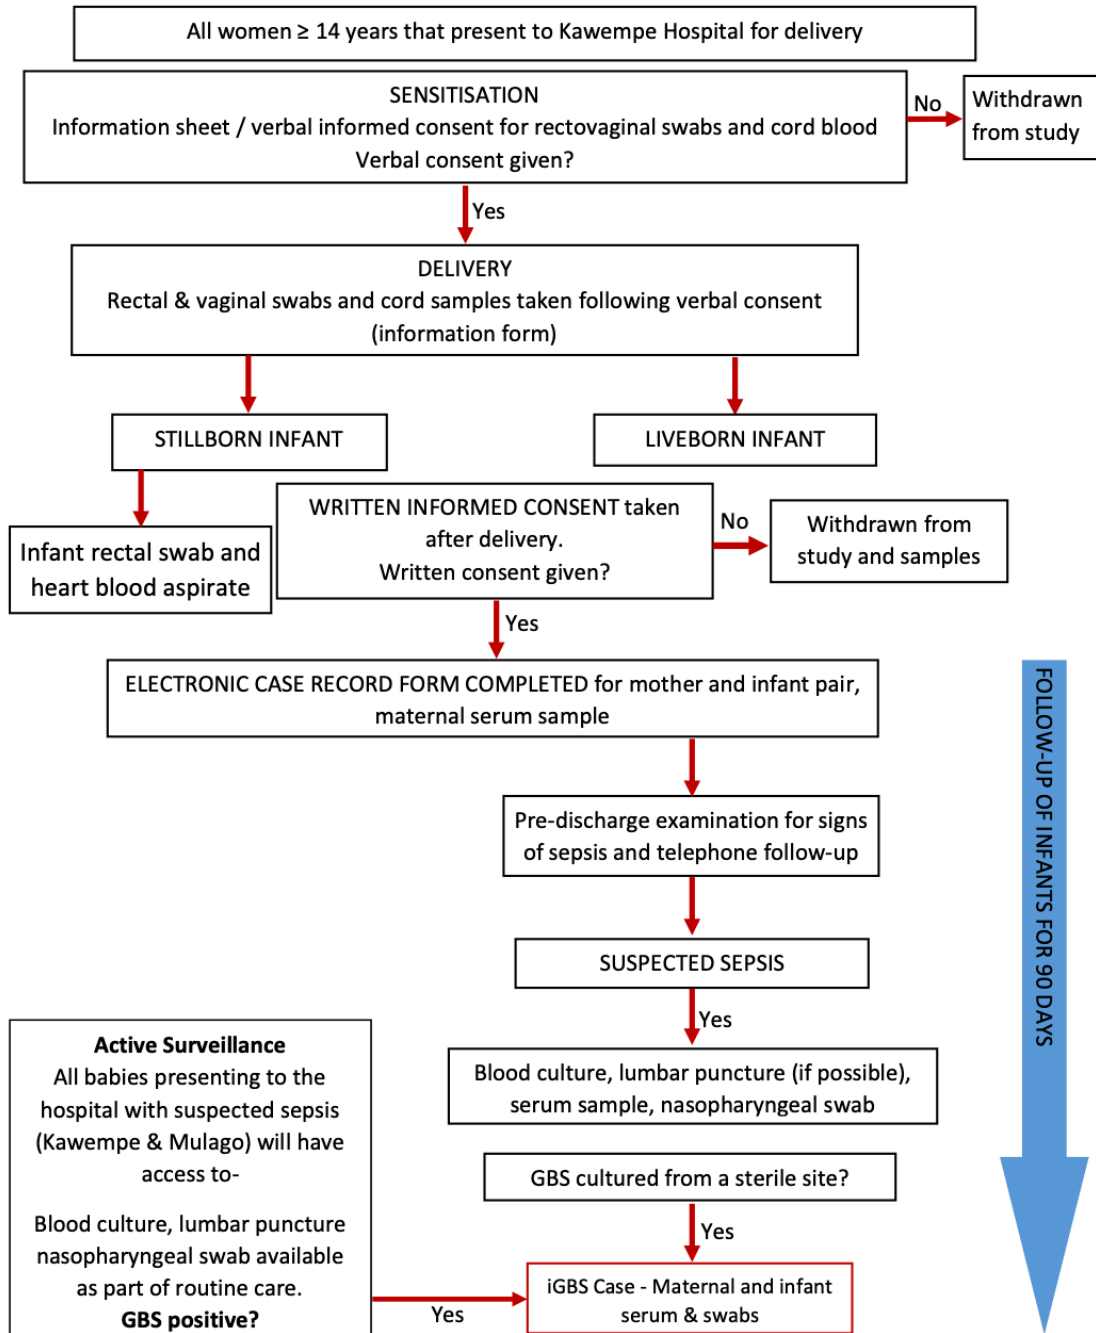 All women ≥ 14 years that present to Kawempe Hospital for delivery
SENSITISATION
Information sheet / verbal informed consent for rectovaginal swabs and cord blood
Verbal consent given?
No
Withdrawn
from study
Yes
DELIVERY
Rectal & vaginal swabs and cord samples taken following verbal consent
(information form)
STILLBORN INFANT
LIVEBORN INFANT
Infant rectal swab and
heart blood aspirate
WRITTEN INFORMED CONSENT taken
after delivery.
Written consent given?
No
Withdrawn from
study and samples
Yes
ELECTRONIC CASE RECORD FORM COMPLETED for mother and infant pair,
maternal serum sample
Pre-discharge examination for signs
of sepsis and telephone follow-up
SUSPECTED SEPSIS
Yes
Blood culture, lumbar puncture (if possible),
serum sample, nasopharyngeal swab
GBS cultured from a sterile site?
Yes
iGBS Case - Maternal and infant
serum & swabs
Active Surveillance
All babies presenting to the
hospital with suspected sepsis
(Kawempe & Mulago) will have
access to-
Blood culture, lumbar puncture
nasopharyngeal swab available
as part of routine care.
GBS positive?
Yes
FOLLOW-UP OF INFANTS FOR 90 DAYS